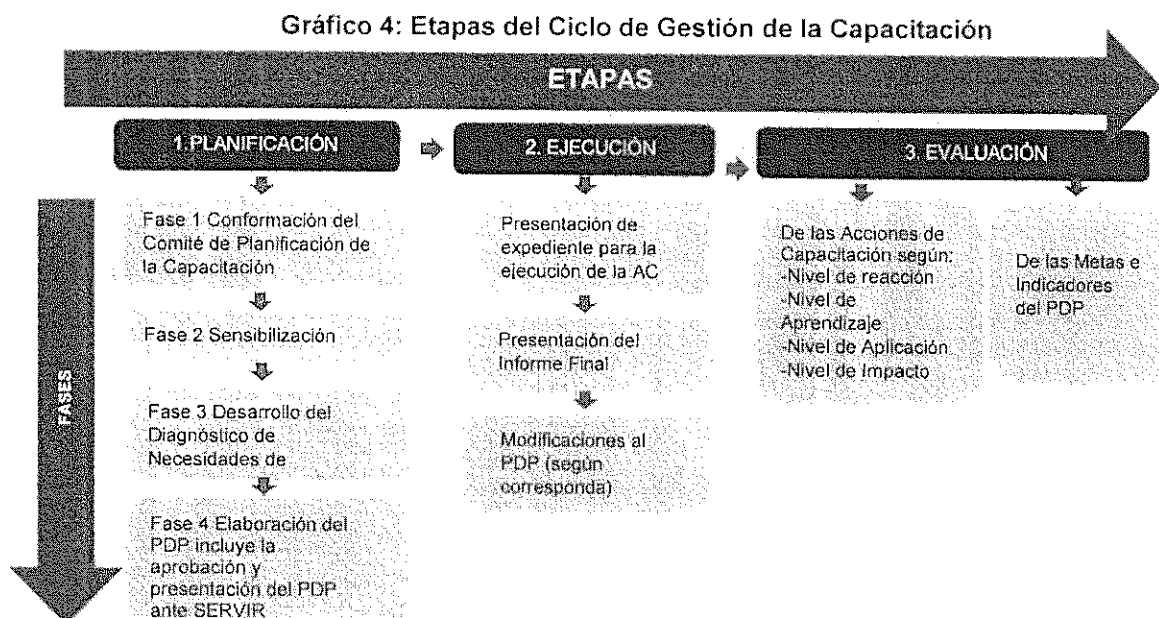 Gráfico 4: Etapas del Ciclo de Gestión de la Capacitación
ETAPAS
1.PLANIFICACIÓN
2. EJECUCIÓN
3. EVALUACIÓN
FASES
Fase 1 Conformación del
Comité de Planificación de
la Capacitación
Fase 2 Sensibilización
Fase 3 Desarrollo del
Diagnóstico de
Necesidades de
Fase 4 Elaboración del
PDP incluye la
aprobación y
presentación del PDP
ante SERVIR
Presentación de
expediente para la
ejecución de la AC
Presentación del
Informe Final
Modificaciones al
PDP (según
corresponda)
De las Acciones de
Capacitación según:
-Nivel de reacción
-Nivel de
Aprendizaje
-Nivel de Aplicación
-Nivel de Impacto
De las Metas e
Indicadores
del PDP